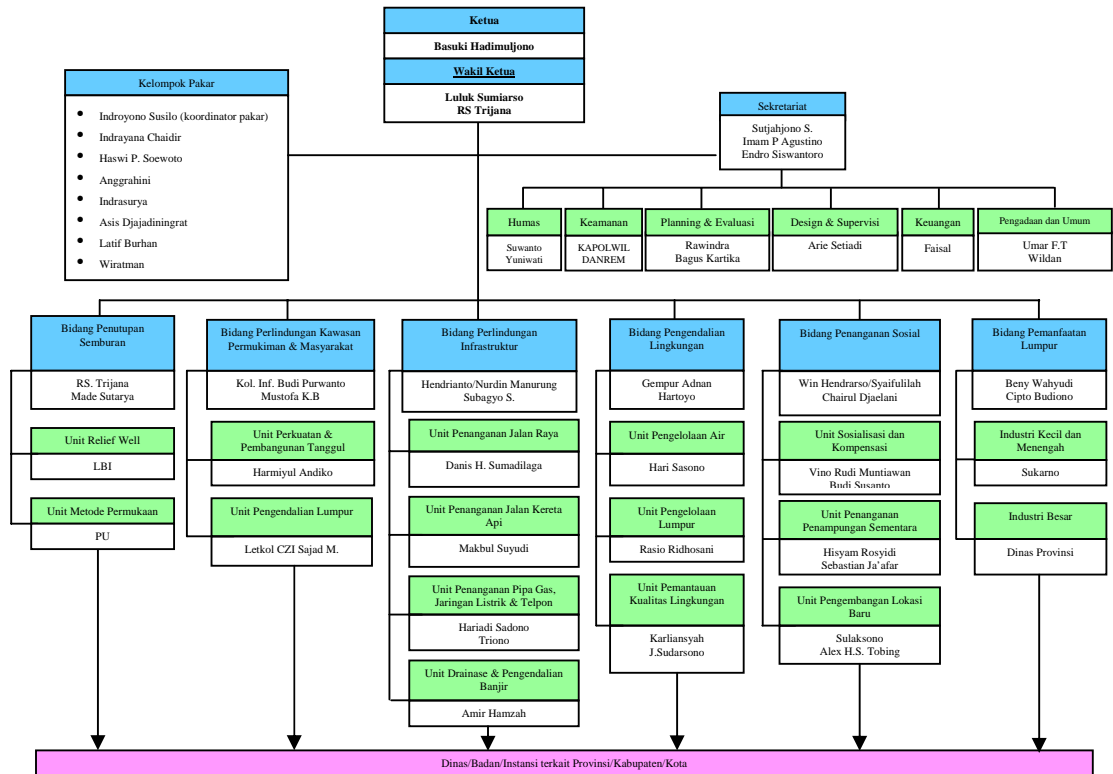 Ketua
Basuki Hadimuljono
Wakil Ketua
Luluk Sumiarso
RS Trijana
Kelompok Pakar
• Indroyono Susilo (koordinator pakar)
• Indrayana Chaidir
• Haswi P. Soewoto
• Anggrahini
• Indrasurya
• Asis Djajadiningrat
• Latif Burhan
• Wiratman
Sekretariat
Sutjahjono S.
Imam P Agustino
Endro Siswantoro
Humas
Suwanto
Yuniwati
Keamanan
KAPOLWIL
DANREM
Planning & Evaluasi
Rawindra
Bagus Kartika
Design & Supervisi
Arie Setiadi
Keuangan
Faisal
Pengadaan dan Umum
Umar F.T
Wildan
Bidang Penutupan
Semburan
RS. Trijana
Made Sutarya
Unit Relief Well
LBI
Unit Metode Permukaan
PU
Bidang Perlindungan Kawasan
Permukiman & Masyarakat
Kol. Inf. Budi Purwanto
Mustofa K.B
Unit Perkuatan &
Pembangunan Tanggul
Harmiyul Andiko
Unit Pengendalian Lumpur
Letkol CZI Sajad M.
Bidang Perlindungan
Infrastruktur
Hendrianto/Nurdin Manurung
Subagyo S.
Unit Penanganan Jalan Raya
Danis H. Sumadilaga
Unit Penanganan Jalan Kereta
Api
Makbul Suyudi
Unit Penanganan Pipa Gas,
Jaringan Listrik & Telpon
Hariadi Sadono
Triono
Unit Drainase & Pengendalian
Banjir
Amir Hamzah
Bidang Pengendalian
Lingkungan
Gempur Adnan
Hartoyo
Unit Pengelolaan Air
Hari Sasono
Unit Pengelolaan
Lumpur
Rasio Ridhosani
Unit Pemantauan
Kualitas Lingkungan
Karliansyah
J.Sudarsono
Bidang Penanganan Sosial
Win Hendrarso/Syaifulilah
Chairul Djaelani
Unit Sosialisasi dan
Kompensasi
Vino Rudi Muntiawan
Budi Susanto
Unit Penanganan
Penampungan Sementara
Hisyam Rosyidi
Sebastian Ja’afar
Unit Pengembangan Lokasi
Baru
Sulaksono
Alex H.S. Tobing
Bidang Pemanfaatan
Lumpur
Beny Wahyudi
Cipto Budiono
Industri Kecil dan
Menengah
Sukarno
Industri Besar
Dinas Provinsi
Dinas/Badan/Instansi terkait Provinsi/Kabupaten/Kota